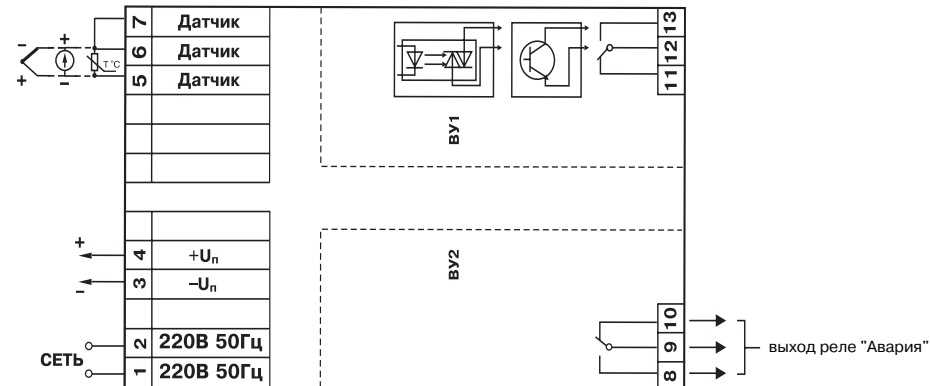 7 Датчик
6 Датчик
5 Датчик
- + + -
T°C
ВУ1
13
12
11
+ 4 +Uп
- 3 –Uп
СЕТЬ
2 220В 50Гц
1 220В 50Гц
ВУ2
10
9
8
выход реле "Авария"